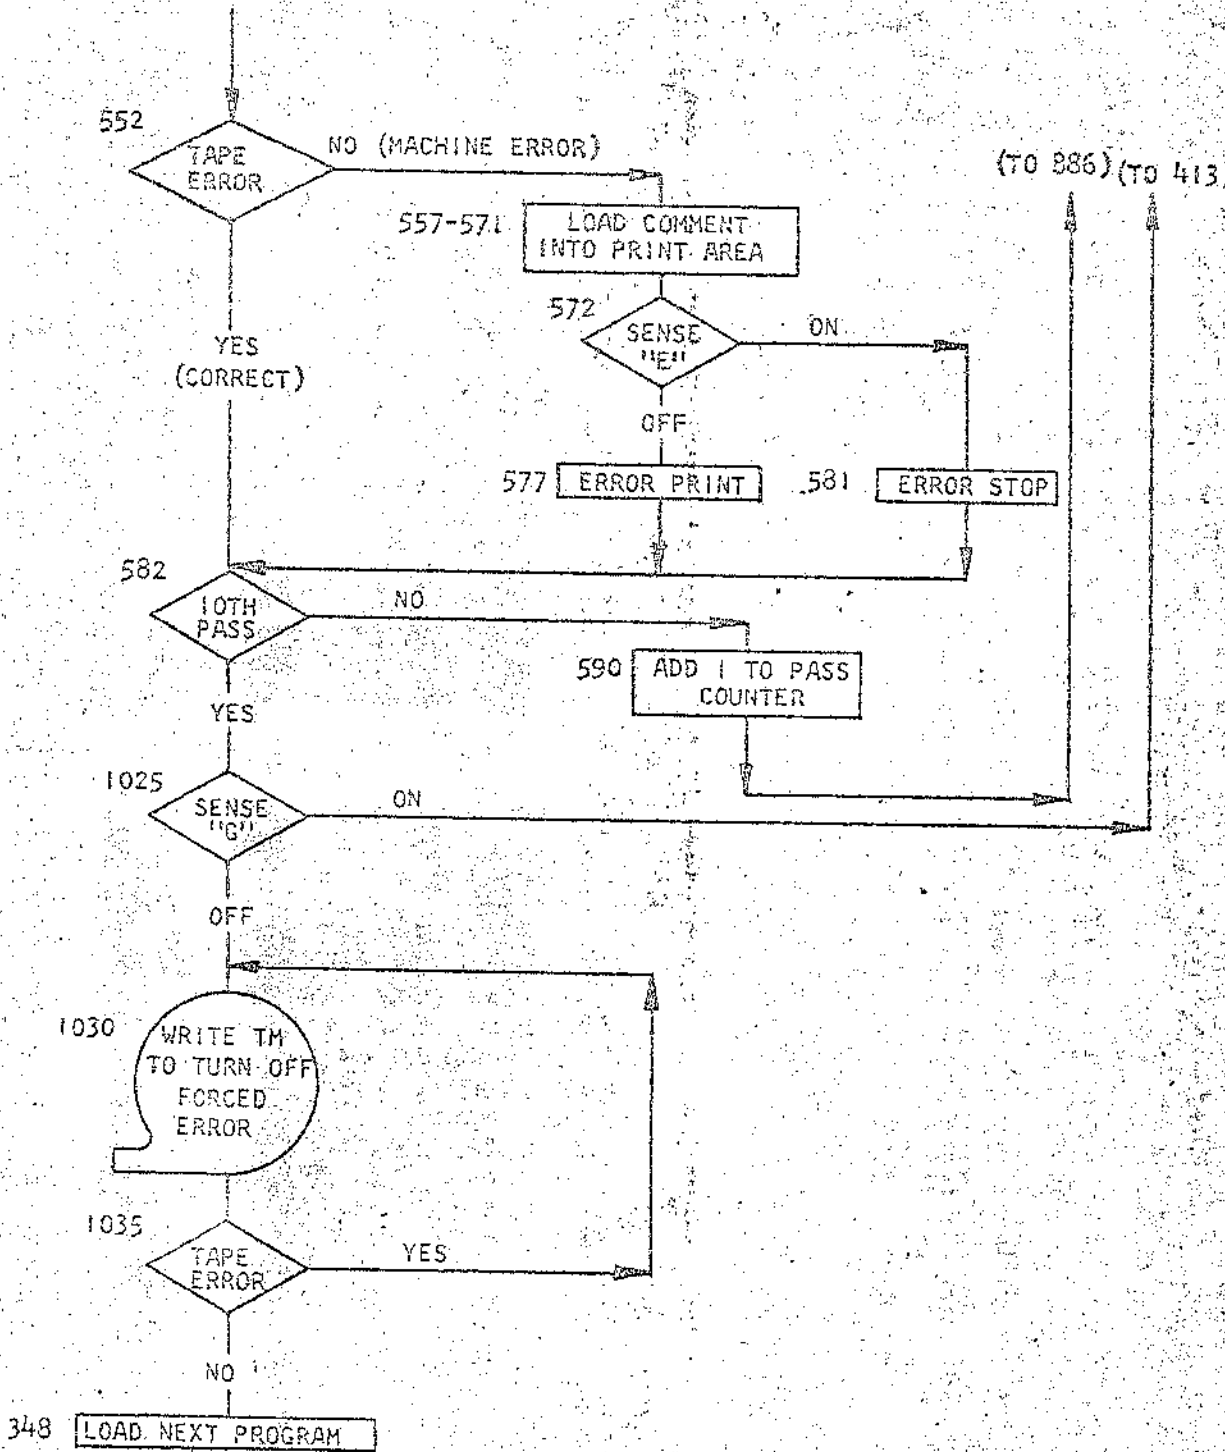 552
TAPE
ERROR
NO (MACHINE ERROR)
(TO 886)
(TO 413)
557-571
LOAD COMMENT
INTO PRINT AREA
572
SENSE
"E"
ON
YES
(CORRECT)
OFF
577
ERROR PRINT
581
ERROR STOP
582
10TH
PASS
NO
590
ADD 1 TO PASS
COUNTER
YES
1025
SENSE
"G"
ON
OFF
1030
WRITE TM
TO TURN OFF
FORCED
ERROR
1035
TAPE
ERROR
YES
NO
348
LOAD NEXT PROGRAM